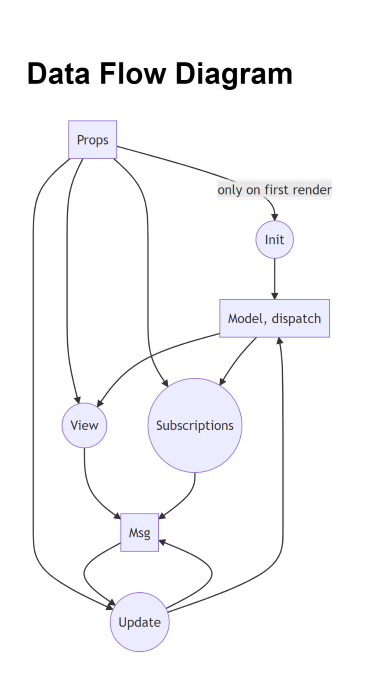 Data Flow Diagram
Props
only on first render
Init
Model, dispatch
View
Subscriptions
Msg
Update